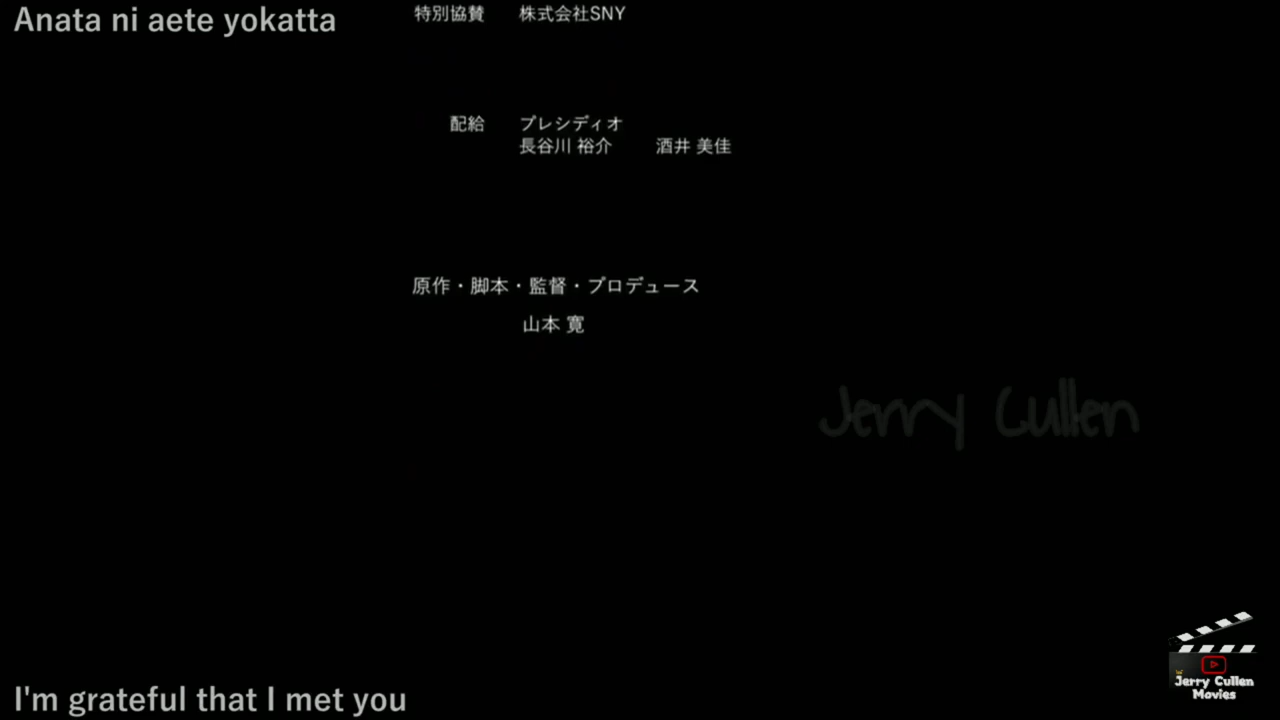 Anata ni aete yokatta
特別協賛 株式会社SNY
配給 プレシディオ
長谷川 裕介 酒井 美佳
原作・脚本・監督・プロデュース
山本 寛
Jerry Cullen
Jerry Cullen
Movies
I'm grateful that I met you